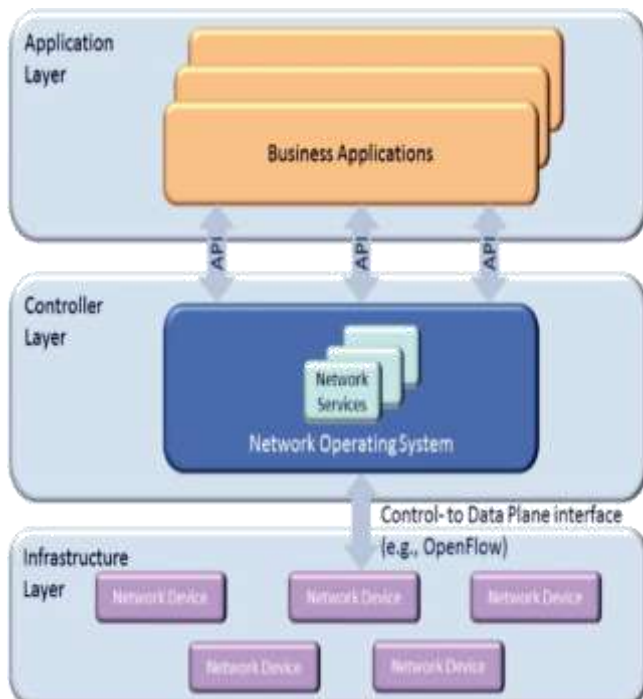 Application
Layer
Business Applications
API
API
API
Controller
Layer
Network
Services
Network Operating System
Control- to Data Plane interface
(e.g., OpenFlow)
Infrastructure
Layer
Network Device
Network Device
Network Device
Network Device
Network Device